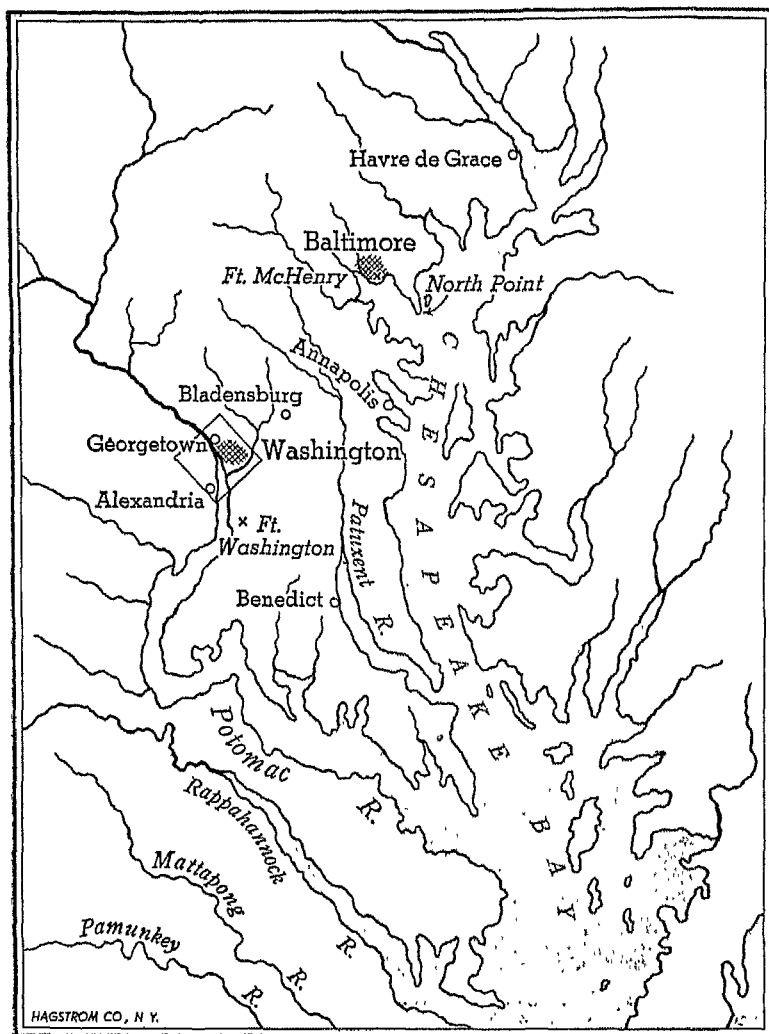 Havre de Grace
Baltimore
Ft. McHenry
North Point
CHESAPEAKE BAY
Annapolis
Bladensburg
Georgetown
Washington
Alexandria
Ft.
Washington
Patuxent R.
Benedict
Potomac R.
Rappahannock R.
Mattapong R.
Pamunkey R.
HAGSTROM CO., N Y.